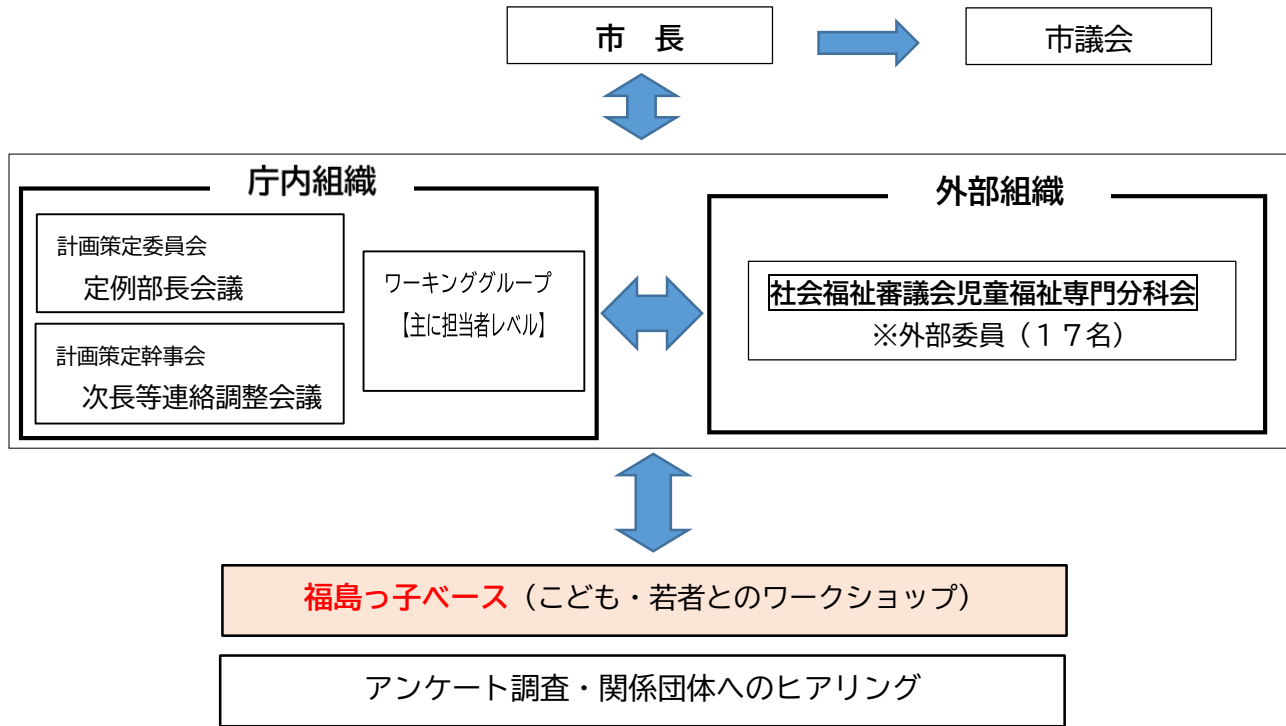 市　長
市議会
庁内組織
計画策定委員会
定例部長会議
計画策定幹事会
次長等連絡調整会議
ワーキンググループ
【主に担当者レベル】
外部組織
社会福祉審議会児童福祉専門分科会
※外部委員（１７名）
福島っ子ベース（こども・若者とのワークショップ）
アンケート調査・関係団体へのヒアリング